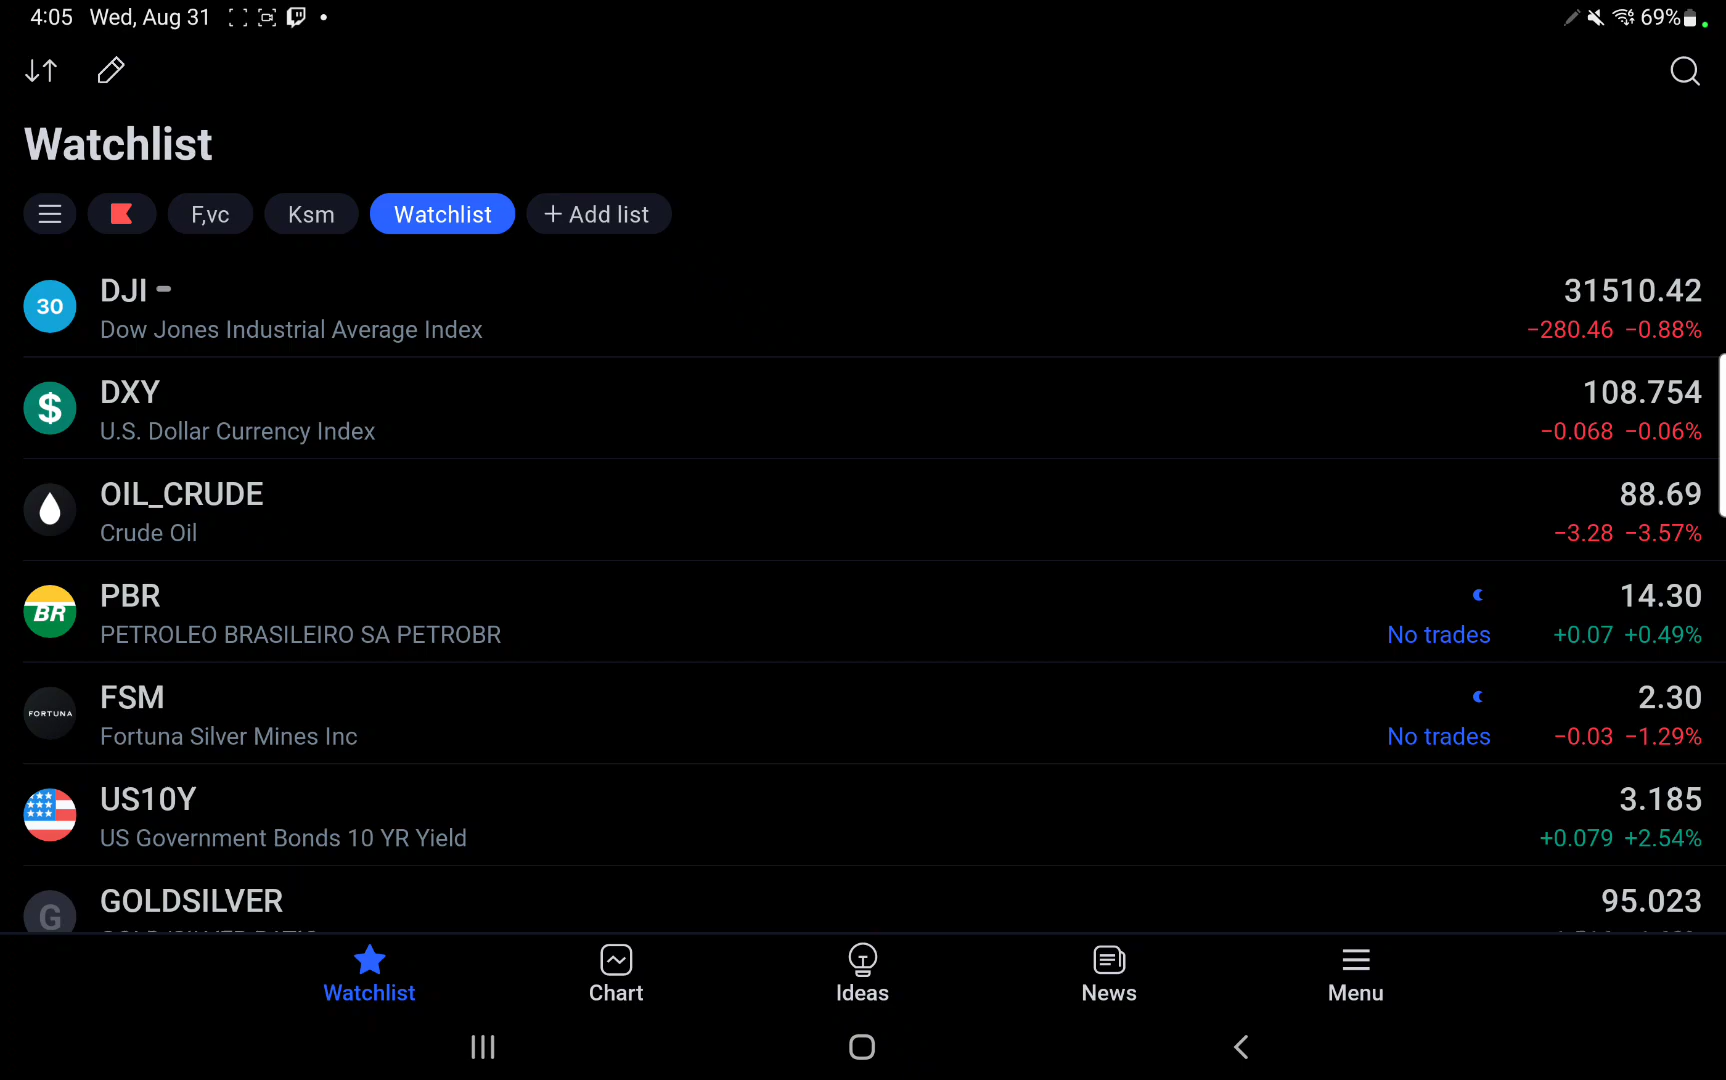 4:05 Wed, Aug 31 69%
Watchlist
F,vc Ksm Watchlist + Add list
30 DJI 31510.42
Dow Jones Industrial Average Index −280.46 −0.88%
$ DXY 108.754
U.S. Dollar Currency Index −0.068 −0.06%
OIL_CRUDE 88.69
Crude Oil −3.28 −3.57%
BR PBR 14.30
PETROLEO BRASILEIRO SA PETROBR No trades +0.07 +0.49%
FORTUNA FSM 2.30
Fortuna Silver Mines Inc No trades −0.03 −1.29%
US10Y 3.185
US Government Bonds 10 YR Yield +0.079 +2.54%
G GOLDSILVER 95.023
Watchlist Chart Ideas News Menu